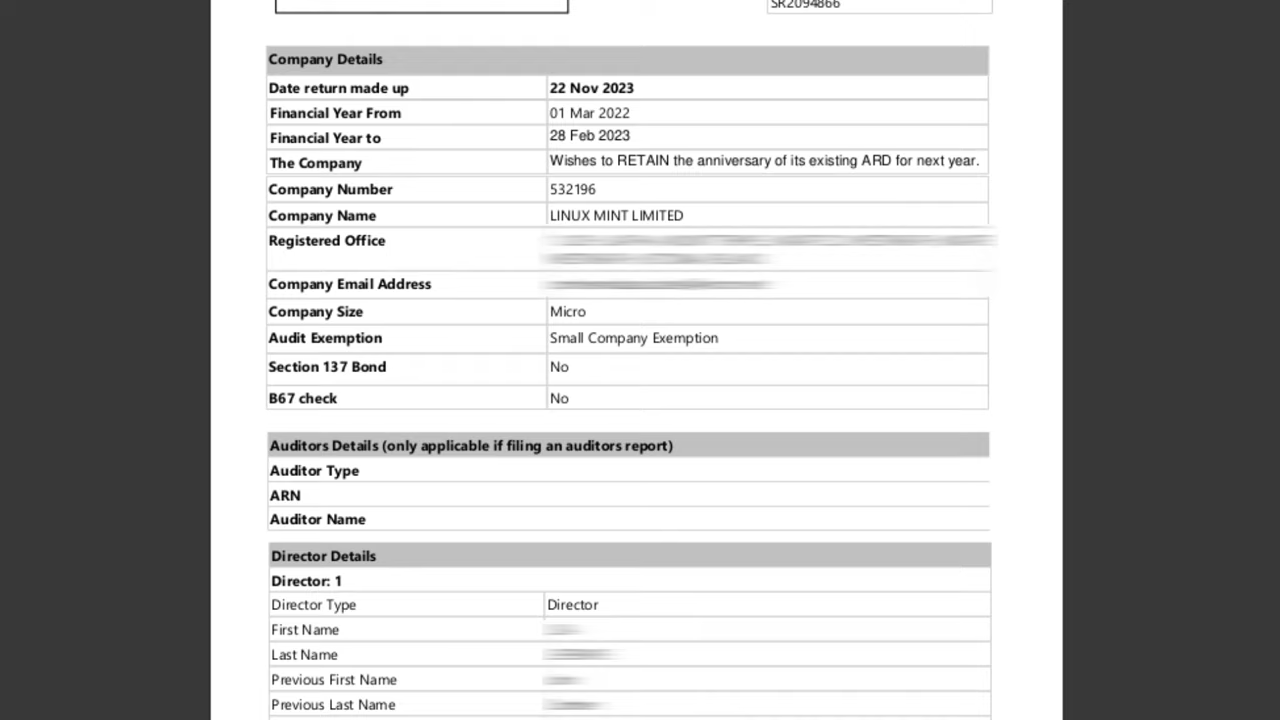 SR2094866
Company Details
Date return made up 22 Nov 2023
Financial Year From 01 Mar 2022
Financial Year to 28 Feb 2023
The Company Wishes to RETAIN the anniversary of its existing ARD for next year.
Company Number 532196
Company Name LINUX MINT LIMITED
Registered Office
Company Email Address
Company Size Micro
Audit Exemption Small Company Exemption
Section 137 Bond No
B67 check No
Auditors Details (only applicable if filing an auditors report)
Auditor Type
ARN
Auditor Name
Director Details
Director: 1
Director Type Director
First Name
Last Name
Previous First Name
Previous Last Name